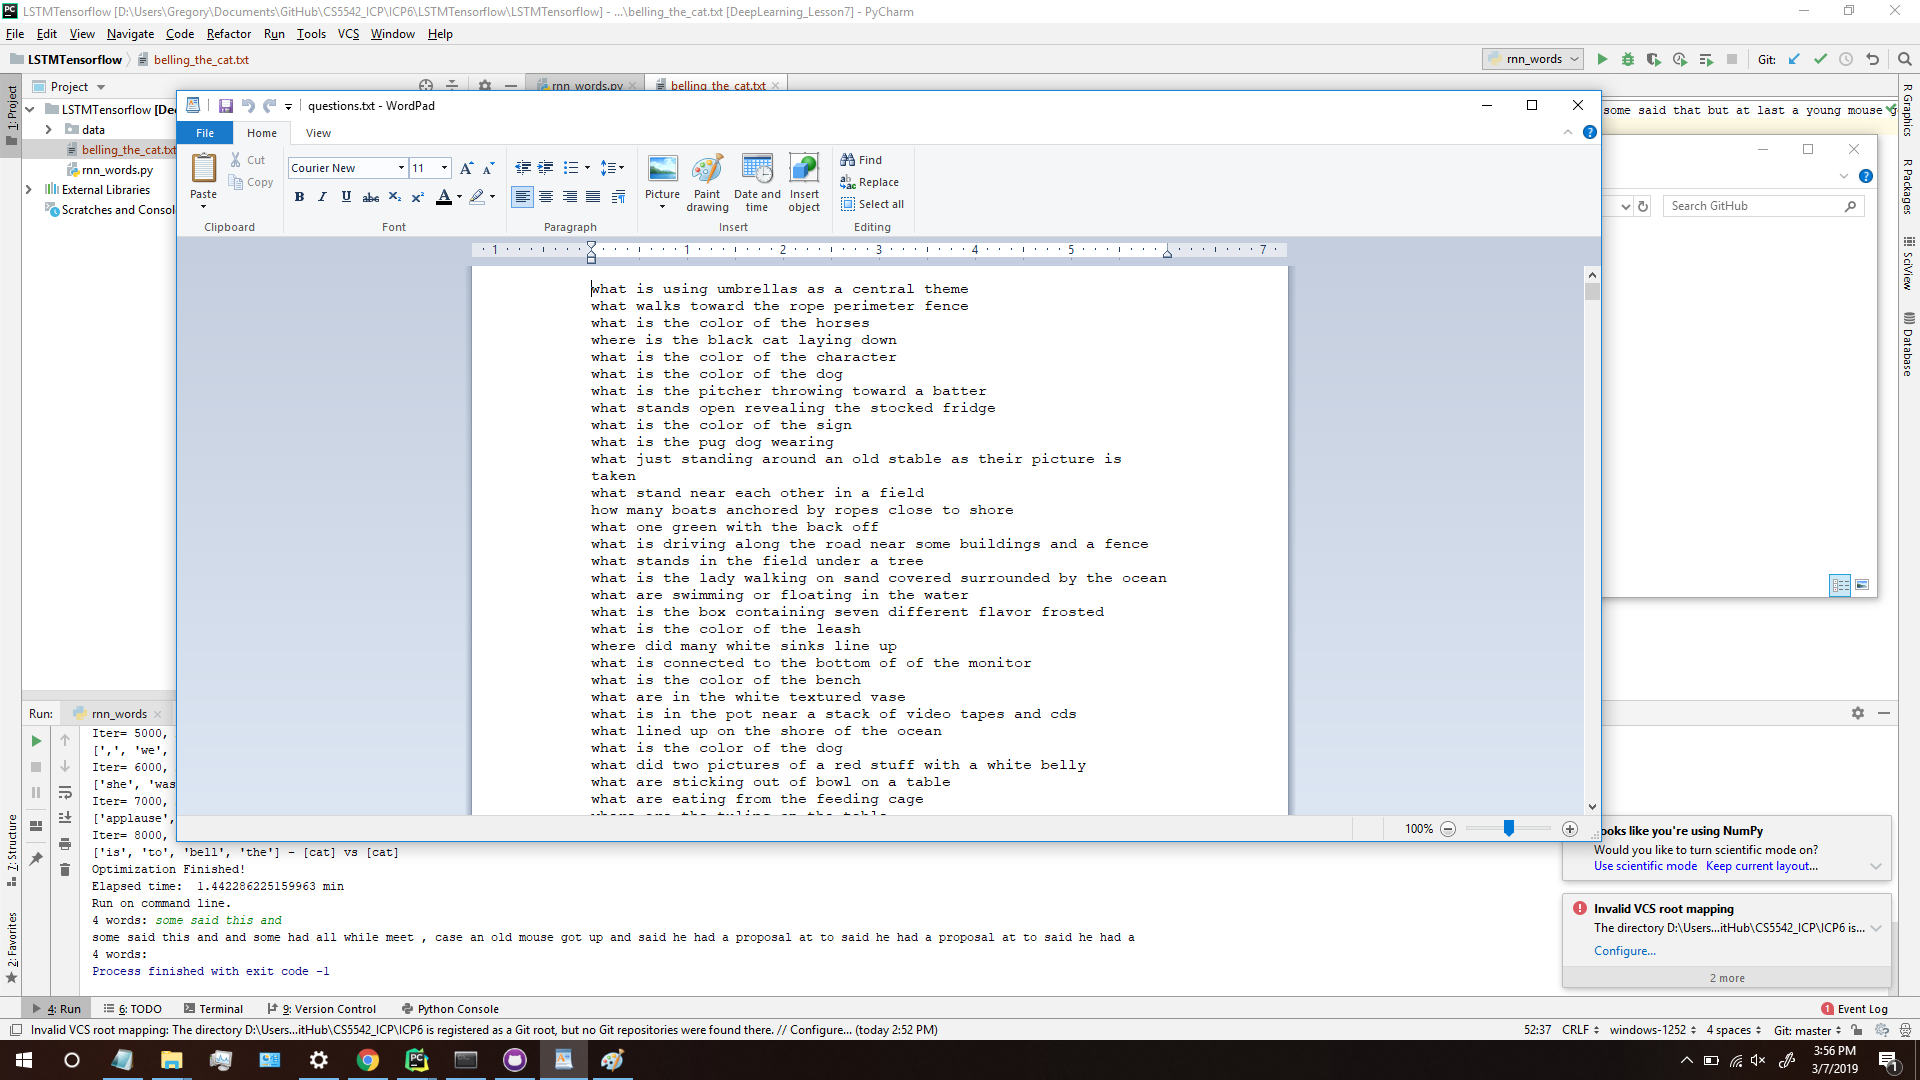 LSTMTensorflow [D:\Users\Gregory\Documents\GitHub\CS5542_ICP\ICP6\LSTMTensorflow\LSTMTensorflow] - ...\belling_the_cat.txt [DeepLearning_Lesson7] - PyCharm
File Edit View Navigate Code Refactor Run Tools VCS Window Help
LSTMTensorflow belling_the_cat.txt
rnn_words Git:
Project
rnn_words.py belling_the_cat.txt
1: Project
LSTMTensorflow [Dee
data
belling_the_cat.txt
rnn_words.py
External Libraries
Scratches and Consol
some said that but at last a young mouse g
questions.txt - WordPad
File Home View
Paste
Cut
Copy
Clipboard
Courier New 11
B I U abc X₂ X²
A
Font
Paragraph
Picture
Paint drawing
Date and time
Insert object
Insert
Find
Replace
Select all
Editing
1 1 2 3 4 5 7
what is using umbrellas as a central theme
what walks toward the rope perimeter fence
what is the color of the horses
where is the black cat laying down
what is the color of the character
what is the color of the dog
what is the pitcher throwing toward a batter
what stands open revealing the stocked fridge
what is the color of the sign
what is the pug dog wearing
what just standing around an old stable as their picture is
taken
what stand near each other in a field
how many boats anchored by ropes close to shore
what one green with the back off
what is driving along the road near some buildings and a fence
what stands in the field under a tree
what is the lady walking on sand covered surrounded by the ocean
what are swimming or floating in the water
what is the box containing seven different flavor frosted
what is the color of the leash
where did many white sinks line up
what is connected to the bottom of of the monitor
what is the color of the bench
what are in the white textured vase
what is in the pot near a stack of video tapes and cds
what lined up on the shore of the ocean
what is the color of the dog
what did two pictures of a red stuff with a white belly
what are sticking out of bowl on a table
what are eating from the feeding cage
100%
Search GitHub
R Graphics
R Packages
SciView
Database
Run: rnn_words
Iter= 5000,
[',', 'we',
Iter= 6000,
['she', 'was
Iter= 7000,
['applause',
Iter= 8000,
['is', 'to', 'bell', 'the'] - [cat] vs [cat]
Optimization Finished!
Elapsed time:  1.442286225159963 min
Run on command line.
4 words: some said this and
some said this and and some had all while meet , case an old mouse got up and said he had a proposal at to said he had a proposal at to said he had a
4 words:
Process finished with exit code -1
7: Structure
2: Favorites
ooks like you're using NumPy
Would you like to turn scientific mode on?
Use scientific mode Keep current layout...
Invalid VCS root mapping
The directory D:\Users...itHub\CS5542_ICP\ICP6 is...
Configure...
2 more
4: Run 6: TODO Terminal 9: Version Control Python Console
1 Event Log
Invalid VCS root mapping: The directory D:\Users...itHub\CS5542_ICP\ICP6 is registered as a Git root, but no Git repositories were found there. // Configure... (today 2:52 PM)
52:37 CRLF windows-1252 4 spaces Git: master
3:56 PM
3/7/2019
1